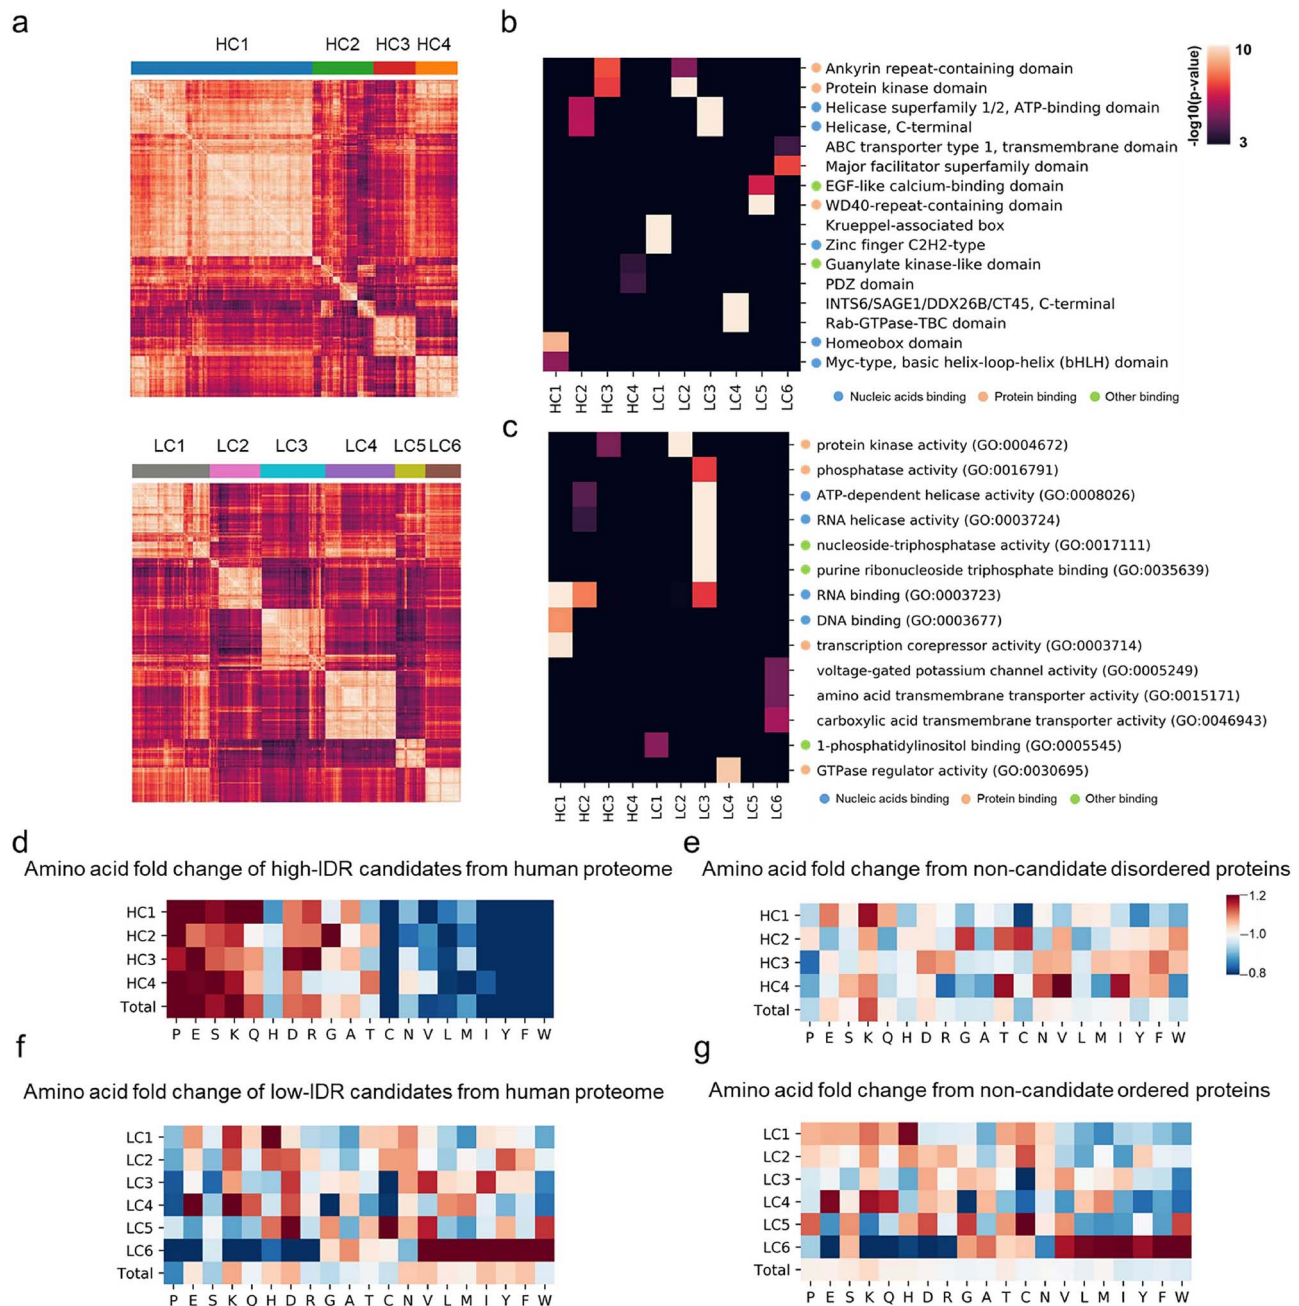 a
HC1 HC2 HC3 HC4
b
Ankyrin repeat-containing domain
Protein kinase domain
Helicase superfamily 1/2, ATP-binding domain
Helicase, C-terminal
ABC transporter type 1, transmembrane domain
Major facilitator superfamily domain
EGF-like calcium-binding domain
WD40-repeat-containing domain
Krueppel-associated box
Zinc finger C2H2-type
Guanylate kinase-like domain
PDZ domain
INTS6/SAGE1/DDX26B/CT45, C-terminal
Rab-GTPase-TBC domain
Homeobox domain
Myc-type, basic helix-loop-helix (bHLH) domain
-log10(p-value)
10
3
HC1 HC2 HC3 HC4 LC1 LC2 LC3 LC4 LC5 LC6
Nucleic acids binding Protein binding Other binding
LC1 LC2 LC3 LC4 LC5 LC6
c
protein kinase activity (GO:0004672)
phosphatase activity (GO:0016791)
ATP-dependent helicase activity (GO:0008026)
RNA helicase activity (GO:0003724)
nucleoside-triphosphatase activity (GO:0017111)
purine ribonucleoside triphosphate binding (GO:0035639)
RNA binding (GO:0003723)
DNA binding (GO:0003677)
transcription corepressor activity (GO:0003714)
voltage-gated potassium channel activity (GO:0005249)
amino acid transmembrane transporter activity (GO:0015171)
carboxylic acid transmembrane transporter activity (GO:0046943)
1-phosphatidylinositol binding (GO:0005545)
GTPase regulator activity (GO:0030695)
HC1 HC2 HC3 HC4 LC1 LC2 LC3 LC4 LC5 LC6
Nucleic acids binding Protein binding Other binding
d
Amino acid fold change of high-IDR candidates from human proteome
HC1
HC2
HC3
HC4
Total
P E S K Q H D R G A T C N V L M I Y F W
e
Amino acid fold change from non-candidate disordered proteins
HC1
HC2
HC3
HC4
Total
P E S K Q H D R G A T C N V L M I Y F W
1.2
1.0
0.8
f
Amino acid fold change of low-IDR candidates from human proteome
LC1
LC2
LC3
LC4
LC5
LC6
Total
P E S K Q H D R G A T C N V L M I Y F W
g
Amino acid fold change from non-candidate ordered proteins
LC1
LC2
LC3
LC4
LC5
LC6
Total
P E S K Q H D R G A T C N V L M I Y F W